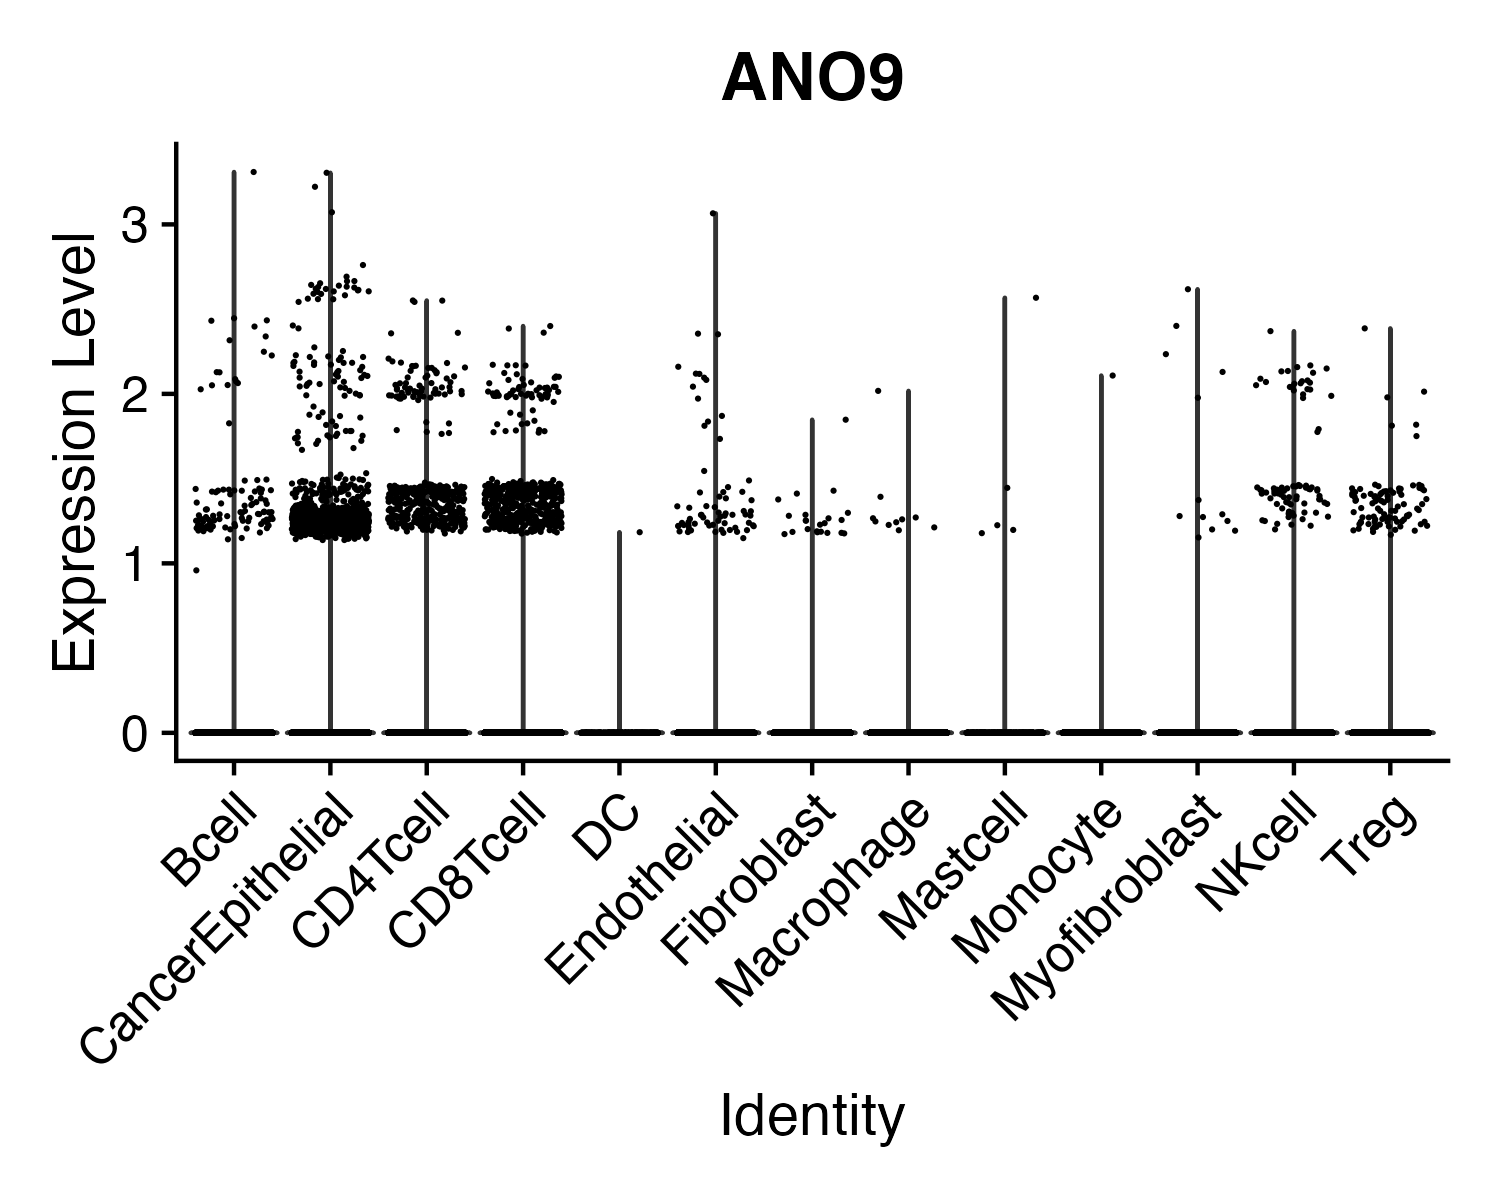 ANO9
Expression Level
3
2
1
0
Bcell
CancerEpithelial
CD4Tcell
CD8Tcell
DC
Endothelial
Fibroblast
Macrophage
Mastcell
Monocyte
Myofibroblast
NKcell
Treg
Identity